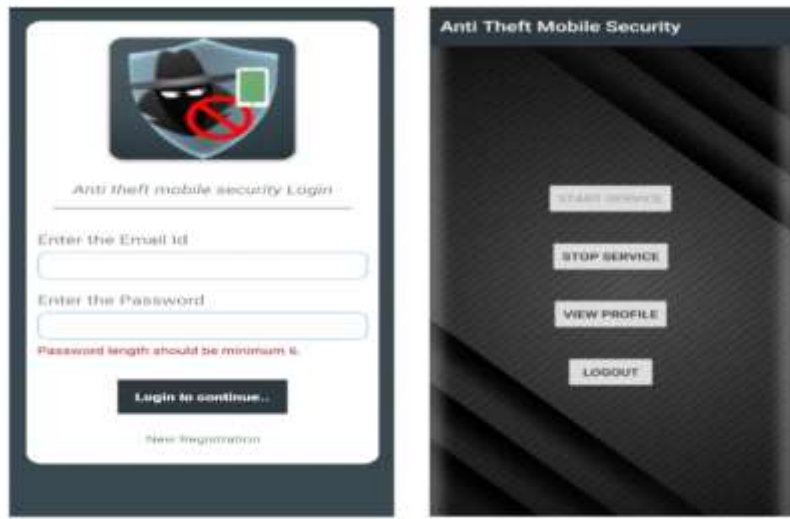 Anti theft mobile security Login
Enter the Email Id
Enter the Password
Password length should be minimum 6.
Login to continue..
New Registration
Anti Theft Mobile Security
START SERVICE
STOP SERVICE
VIEW PROFILE
LOGOUT